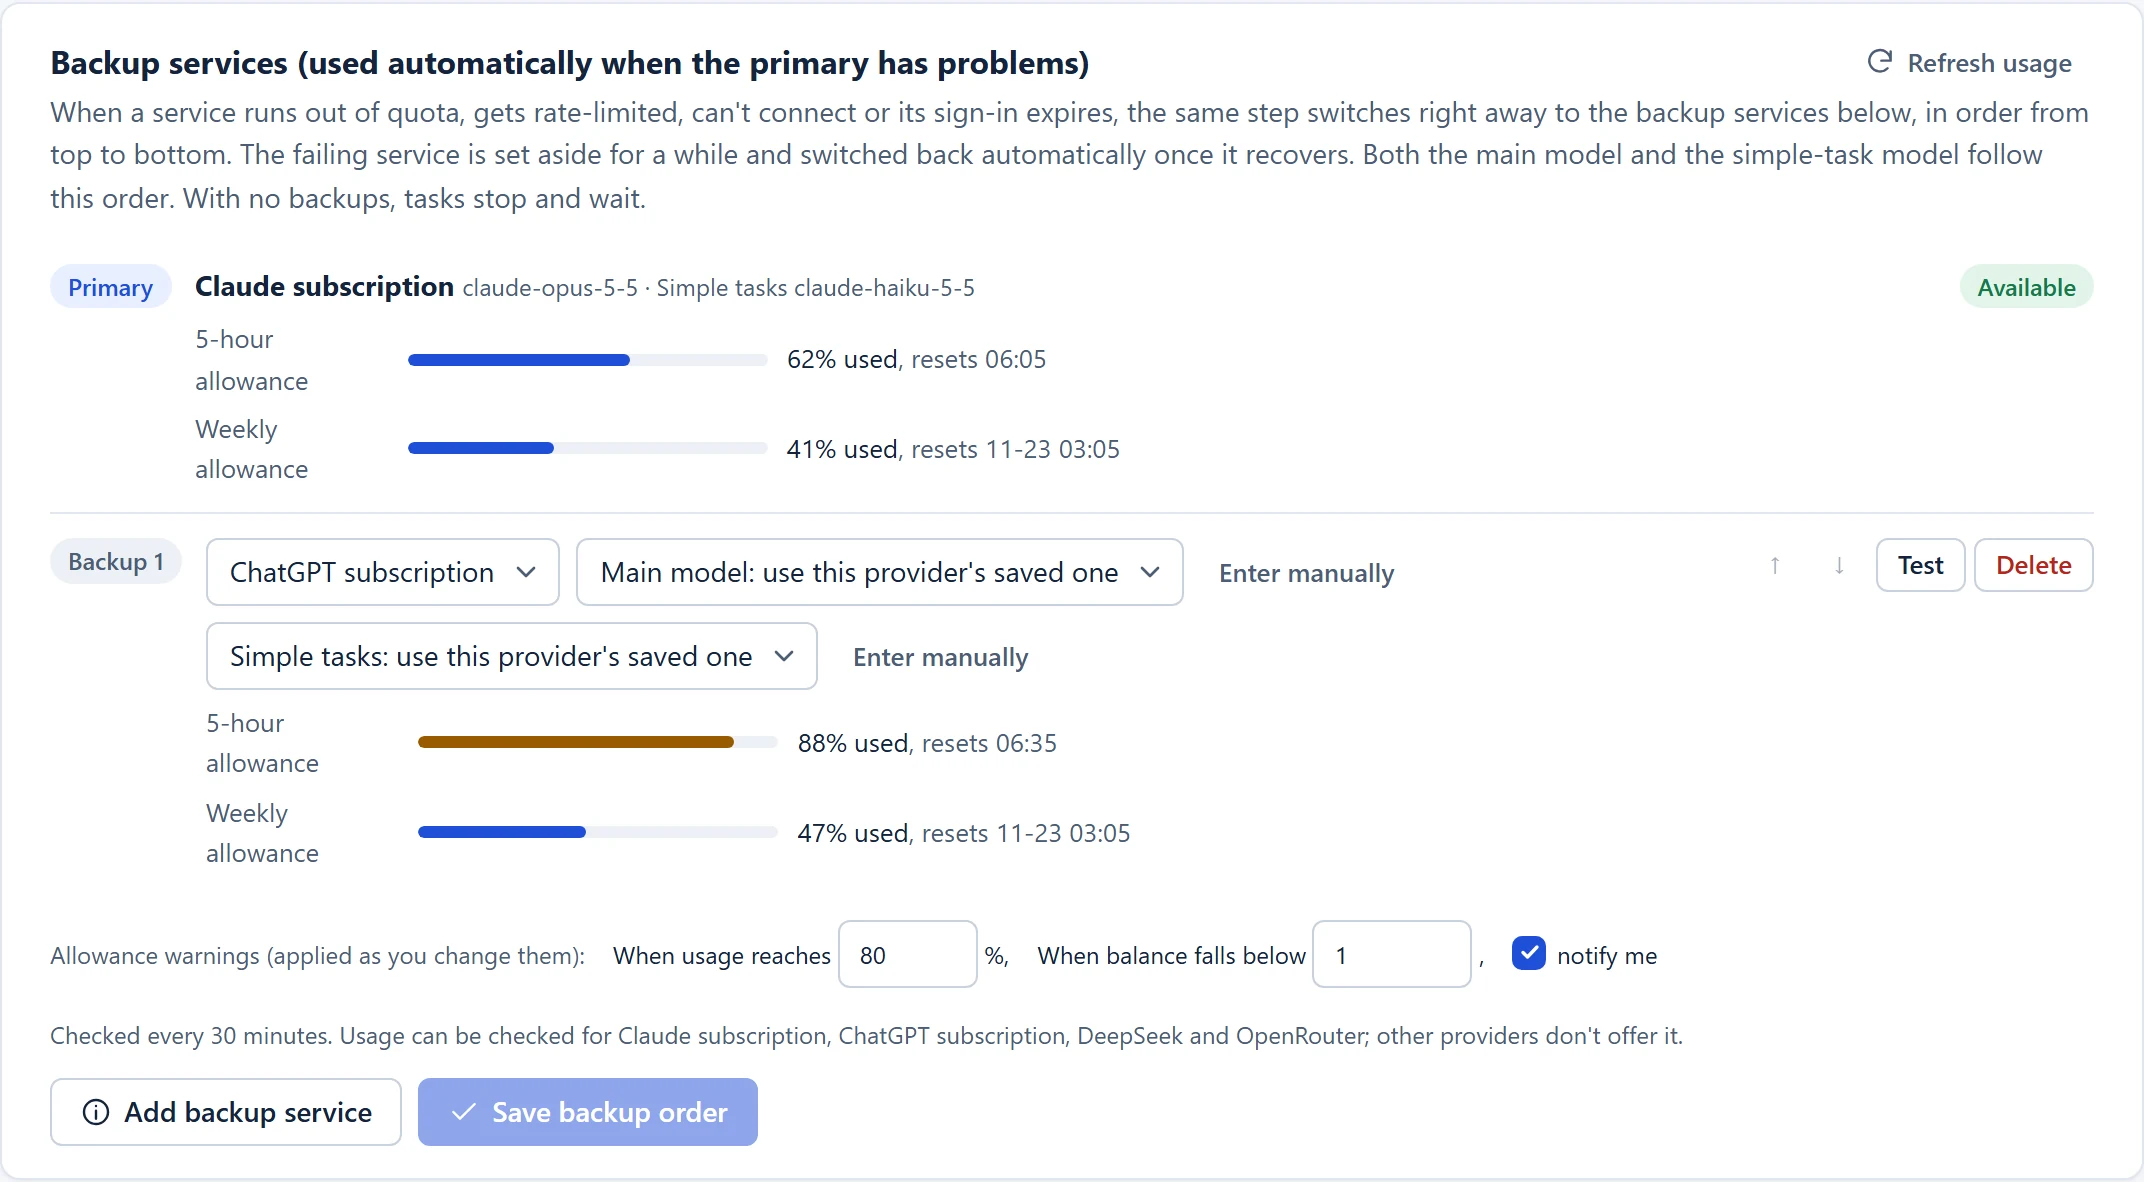 Backup services (used automatically when the primary has problems)
Refresh usage
When a service runs out of quota, gets rate-limited, can't connect or its sign-in expires, the same step switches right away to the backup services below, in order from
top to bottom. The failing service is set aside for a while and switched back automatically once it recovers. Both the main model and the simple-task model follow
this order. With no backups, tasks stop and wait.
Primary Claude subscription claude-opus-5-5 · Simple tasks claude-haiku-5-5 Available
5-hour
allowance
62% used, resets 06:05
Weekly
allowance
41% used, resets 11-23 03:05
Backup 1 ChatGPT subscription Main model: use this provider's saved one Enter manually ↑ ↓ Test Delete
Simple tasks: use this provider's saved one Enter manually
5-hour
allowance
88% used, resets 06:35
Weekly
allowance
47% used, resets 11-23 03:05
Allowance warnings (applied as you change them): When usage reaches 80 %, When balance falls below 1 , notify me
Checked every 30 minutes. Usage can be checked for Claude subscription, ChatGPT subscription, DeepSeek and OpenRouter; other providers don't offer it.
Add backup service Save backup order